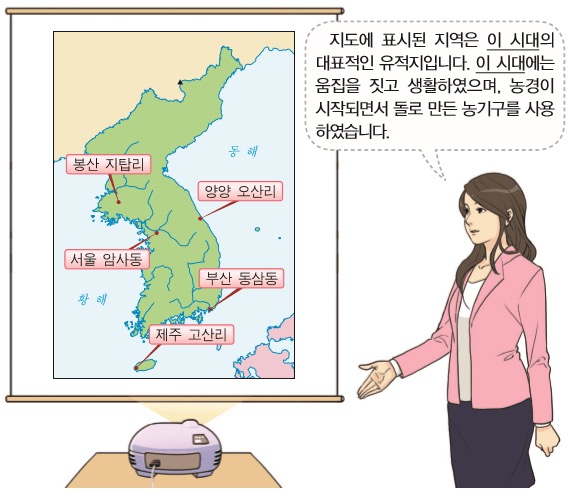 지도에 표시된 지역은 이 시대의
대표적인 유적지입니다. 이 시대에는
움집을 짓고 생활하였으며, 농경이
시작되면서 돌로 만든 농기구를 사용
하였습니다.
동 해
봉산 지탑리
양양 오산리
서울 암사동
부산 동삼동
황 해
제주 고산리